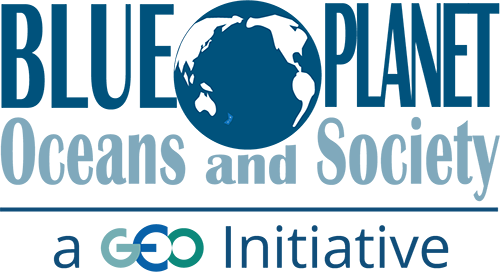 BLUE PLANET
Oceans and Society
a GEO Initiative